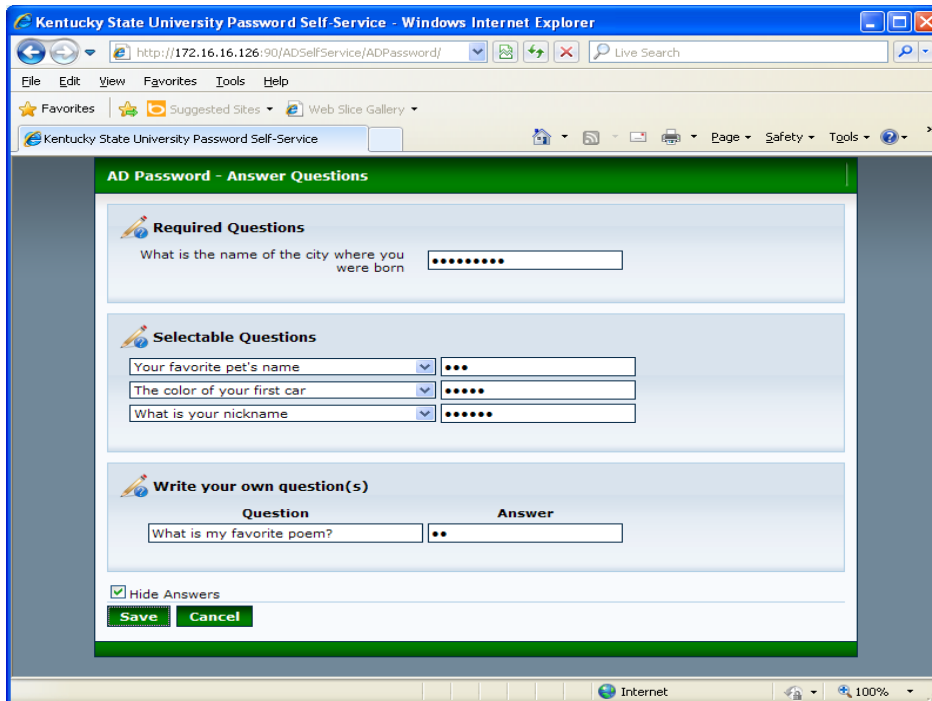 Kentucky State University Password Self-Service - Windows Internet Explorer
http://172.16.16.126:90/ADSelfService/ADPassword/ Live Search
File Edit View Favorites Tools Help
Favorites Suggested Sites Web Slice Gallery
Kentucky State University Password Self-Service Page Safety Tools
AD Password - Answer Questions
Required Questions
What is the name of the city where you
were born •••••••••
Selectable Questions
Your favorite pet's name •••
The color of your first car •••••
What is your nickname ••••••
Write your own question(s)
Question Answer
What is my favorite poem? ••
Hide Answers
Save Cancel
Internet 100%